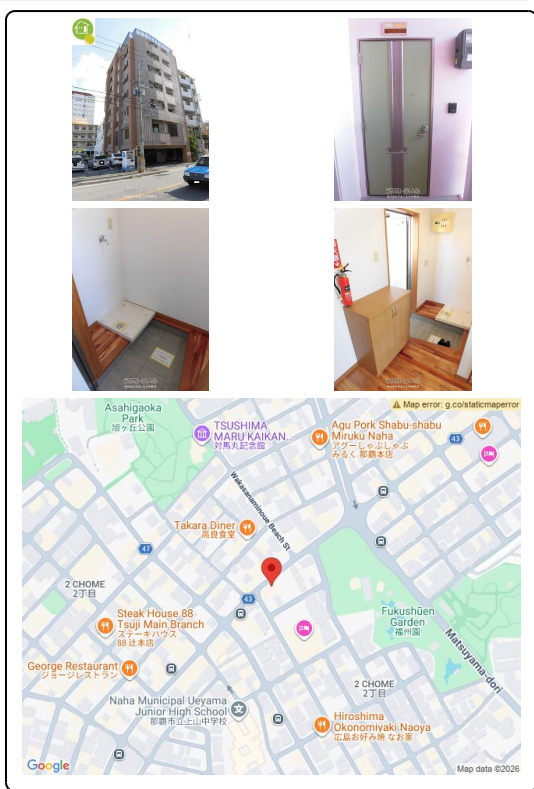 Map error: g.co/staticmaperror
Asahigaoka
Park
旭ヶ丘公園
TSUSHIMA
MARU KAIKAN...
対馬丸記念館
Agu Pork Shabu-shabu
Miruku Naha
アグーしゃぶしゃぶ
みるく 那覇本店
43
Wakasanaminoue Beach St
Takara Diner
高良食堂
47
2 CHOME
2丁目
43
Steak House 88
Tsuji Main Branch
ステーキハウス
88 辻本店
Fukushūen
Garden
福州園
Matsuyama-dori
George Restaurant
ジョージレストラン
Naha Municipal Ueyama
Junior High School
那覇市立上山中学校
2 CHOME
2丁目
Hiroshima
Okonomiyaki Naoya
広島お好み焼 なお家
Google
Map data ©2026